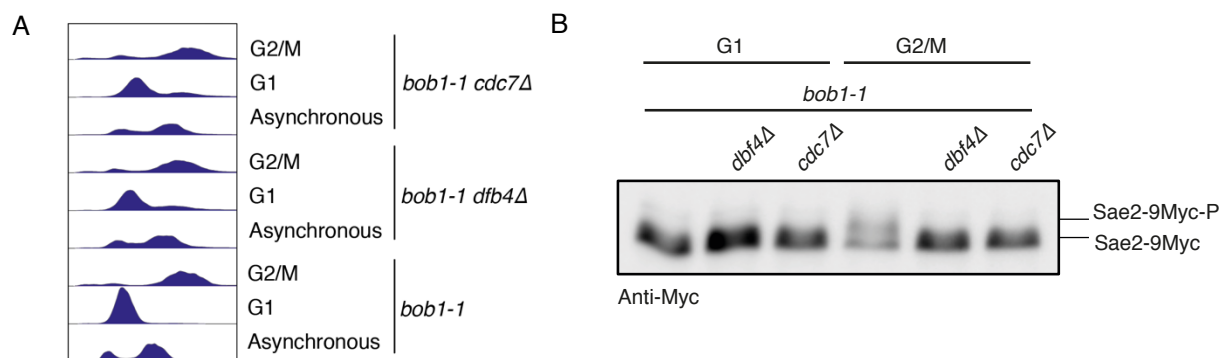 A
G2/M
G1
Asynchronous
bob1-1 cdc7Δ
G2/M
G1
Asynchronous
bob1-1 dfb4Δ
G2/M
G1
Asynchronous
bob1-1
B
G1 G2/M
bob1-1
dbf4Δ cdc7Δ dbf4Δ cdc7Δ
Sae2-9Myc-P
Sae2-9Myc
Anti-Myc